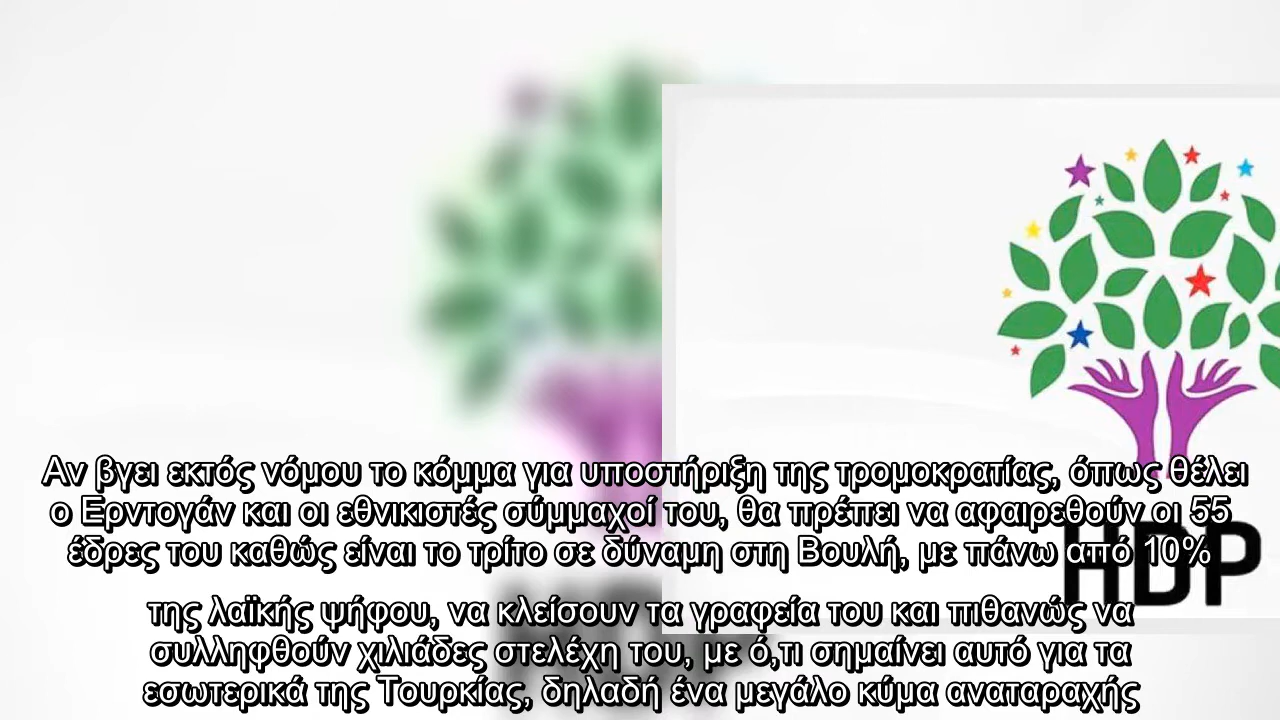 Αν βγει εκτός νόμου το κόμμα για υποστήριξη της τρομοκρατίας, όπως θέλει
ο Ερντογάν και οι εθνικιστές σύμμαχοί του, θα πρέπει να αφαιρεθούν οι 55
έδρες του καθώς είναι το τρίτο σε δύναμη στη Βουλή, με πάνω από 10%
HDP
της λαϊκής ψήφου, να κλείσουν τα γραφεία του και πιθανώς να
συλληφθούν χιλιάδες στελέχη του, με ό,τι σημαίνει αυτό για τα
εσωτερικά της Τουρκίας, δηλαδή ένα μεγάλο κύμα αναταραχής